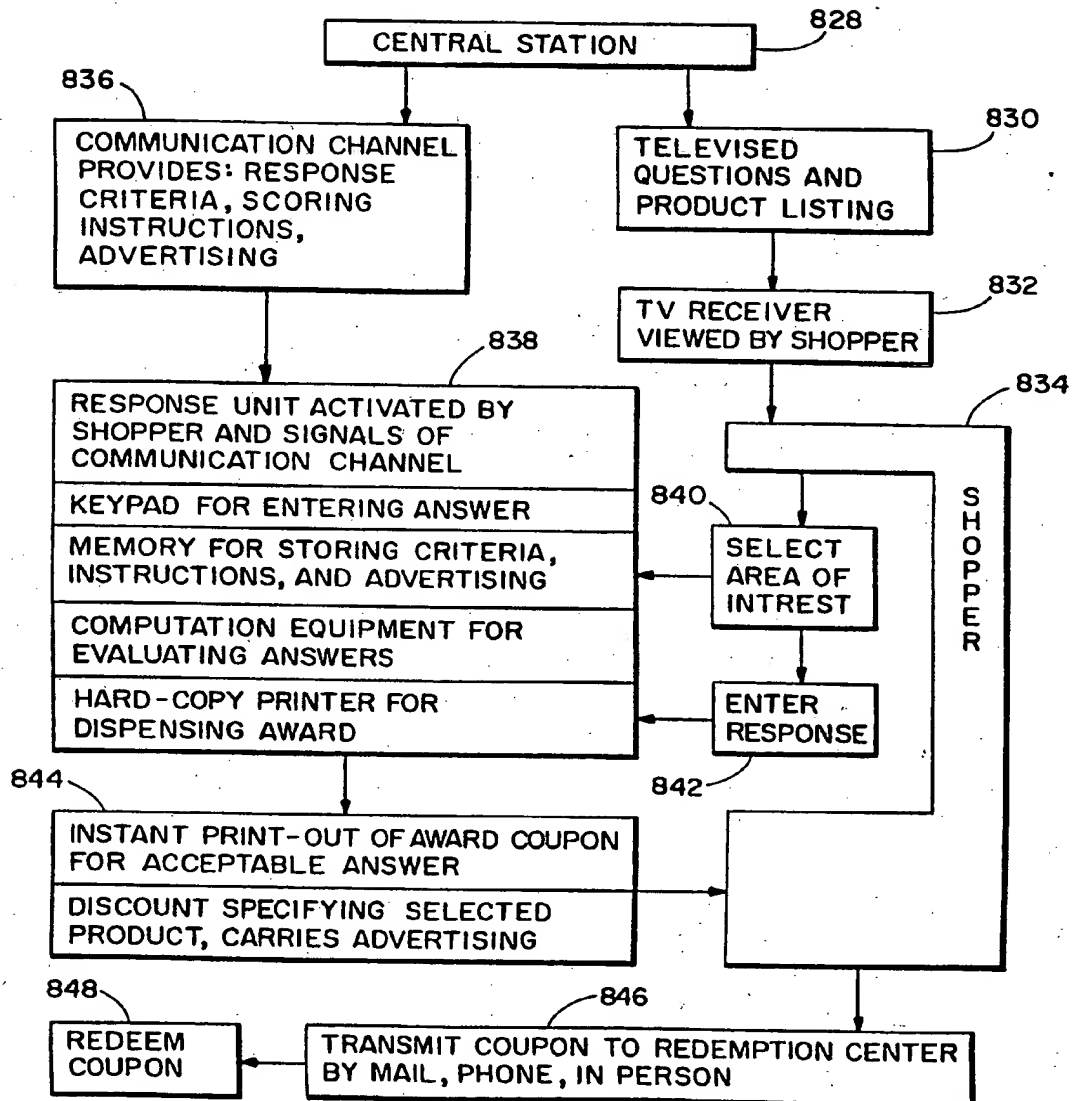 828
CENTRAL STATION
836
COMMUNICATION CHANNEL
PROVIDES: RESPONSE
CRITERIA, SCORING
INSTRUCTIONS,
ADVERTISING
830
TELEVISED
QUESTIONS AND
PRODUCT LISTING
832
TV RECEIVER
VIEWED BY SHOPPER
838
834
RESPONSE UNIT ACTIVATED BY
SHOPPER AND SIGNALS OF
COMMUNICATION CHANNEL
KEYPAD FOR ENTERING ANSWER
MEMORY FOR STORING CRITERIA,
INSTRUCTIONS, AND ADVERTISING
COMPUTATION EQUIPMENT FOR
EVALUATING ANSWERS
HARD-COPY PRINTER FOR
DISPENSING AWARD
840
SELECT
AREA OF
INTREST
ENTER
RESPONSE
842
SHOPPER
844
INSTANT PRINT-OUT OF AWARD COUPON
FOR ACCEPTABLE ANSWER
DISCOUNT SPECIFYING SELECTED
PRODUCT, CARRIES ADVERTISING
848
REDEEM
COUPON
846
TRANSMIT COUPON TO REDEMPTION CENTER
BY MAIL, PHONE, IN PERSON